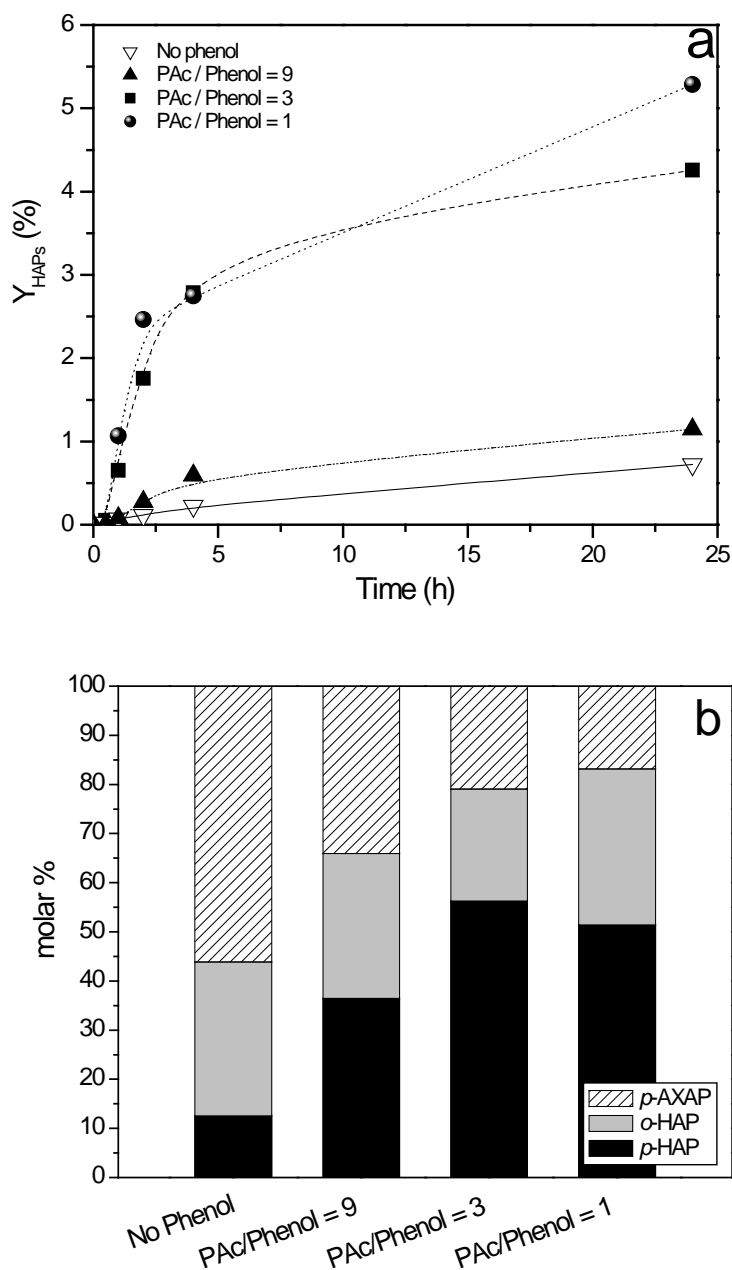 a
No phenol
PAc / Phenol = 9
PAc / Phenol = 3
PAc / Phenol = 1
6
5
4
3
2
1
0
Y_HAPs (%)
0 5 10 15 20 25
Time (h)
b
100
90
80
70
60
50
40
30
20
10
0
molar %
p-AXAP
o-HAP
p-HAP
No Phenol
PAc/Phenol = 9
PAc/Phenol = 3
PAc/Phenol = 1